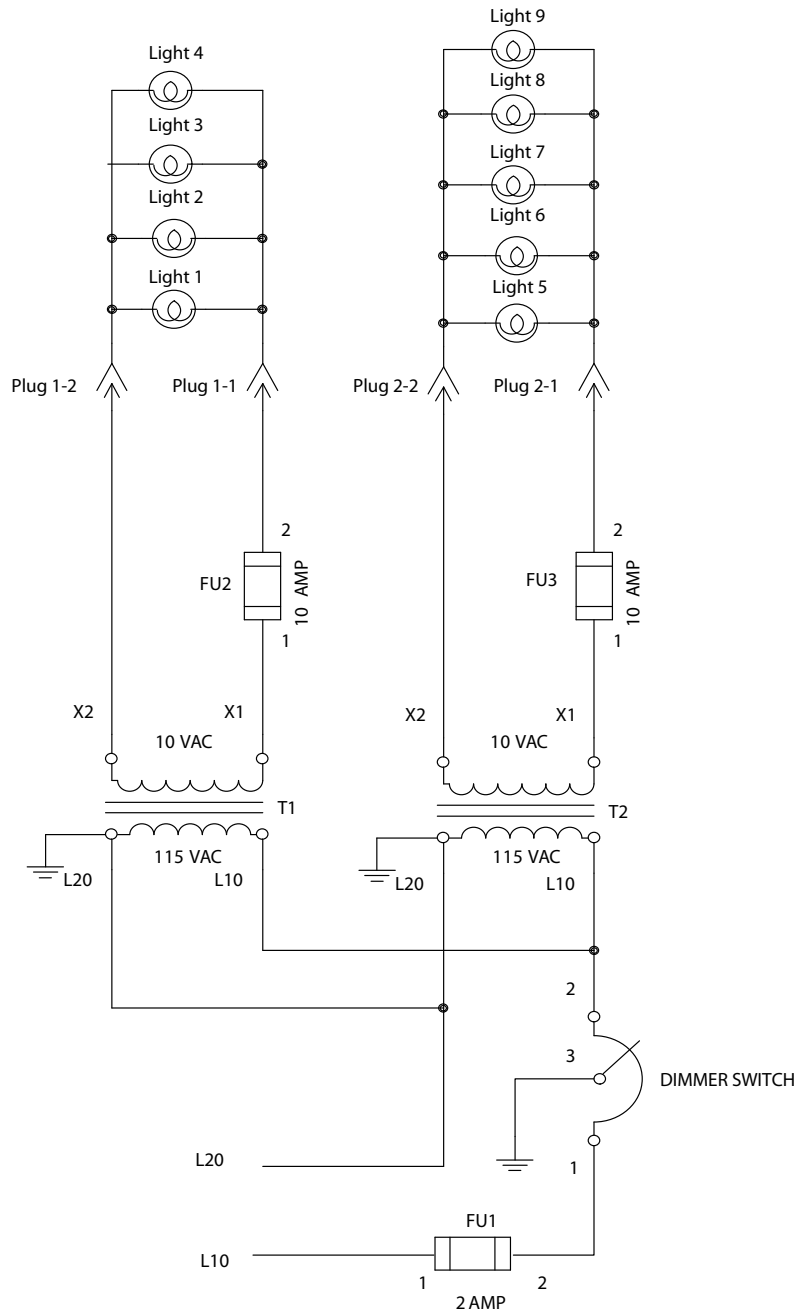 Light 9
Light 4
Light 8
Light 3
Light 7
Light 2
Light 6
Light 1
Light 5
Plug 1-2
Plug 1-1
Plug 2-2
Plug 2-1
2
2
FU2
10 AMP
FU3
10 AMP
1
1
X2
X1
X2
X1
10 VAC
10 VAC
T1
T2
115 VAC
115 VAC
L20
L10
L20
L10
2
3
DIMMER SWITCH
L20
1
FU1
L10
1
2
2 AMP